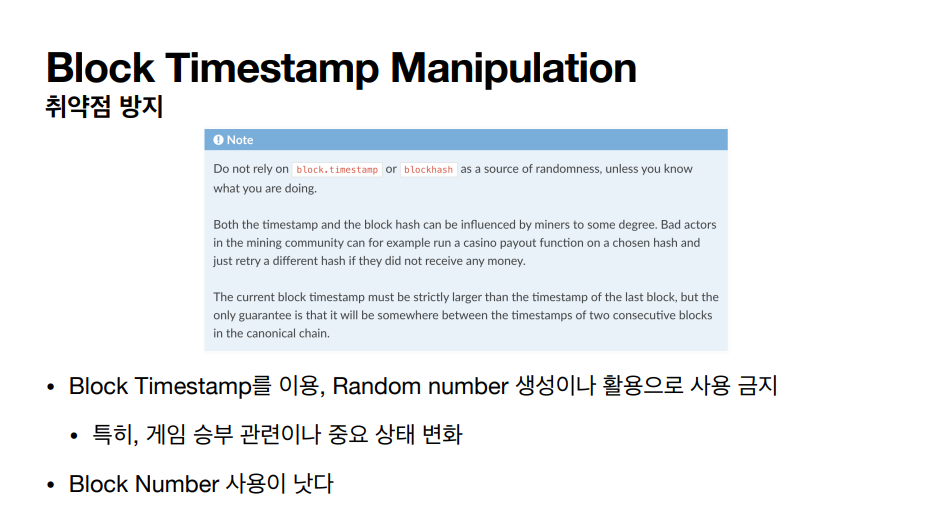 Block Timestamp Manipulation
취약점 방지
Note
Do not rely on block.timestamp or blockhash as a source of randomness, unless you know
what you are doing.
Both the timestamp and the block hash can be influenced by miners to some degree. Bad actors
in the mining community can for example run a casino payout function on a chosen hash and
just retry a different hash if they did not receive any money.
The current block timestamp must be strictly larger than the timestamp of the last block, but the
only guarantee is that it will be somewhere between the timestamps of two consecutive blocks
in the canonical chain.
• Block Timestamp를 이용, Random number 생성이나 활용으로 사용 금지
• 특히, 게임 승부 관련이나 중요 상태 변화
• Block Number 사용이 낫다